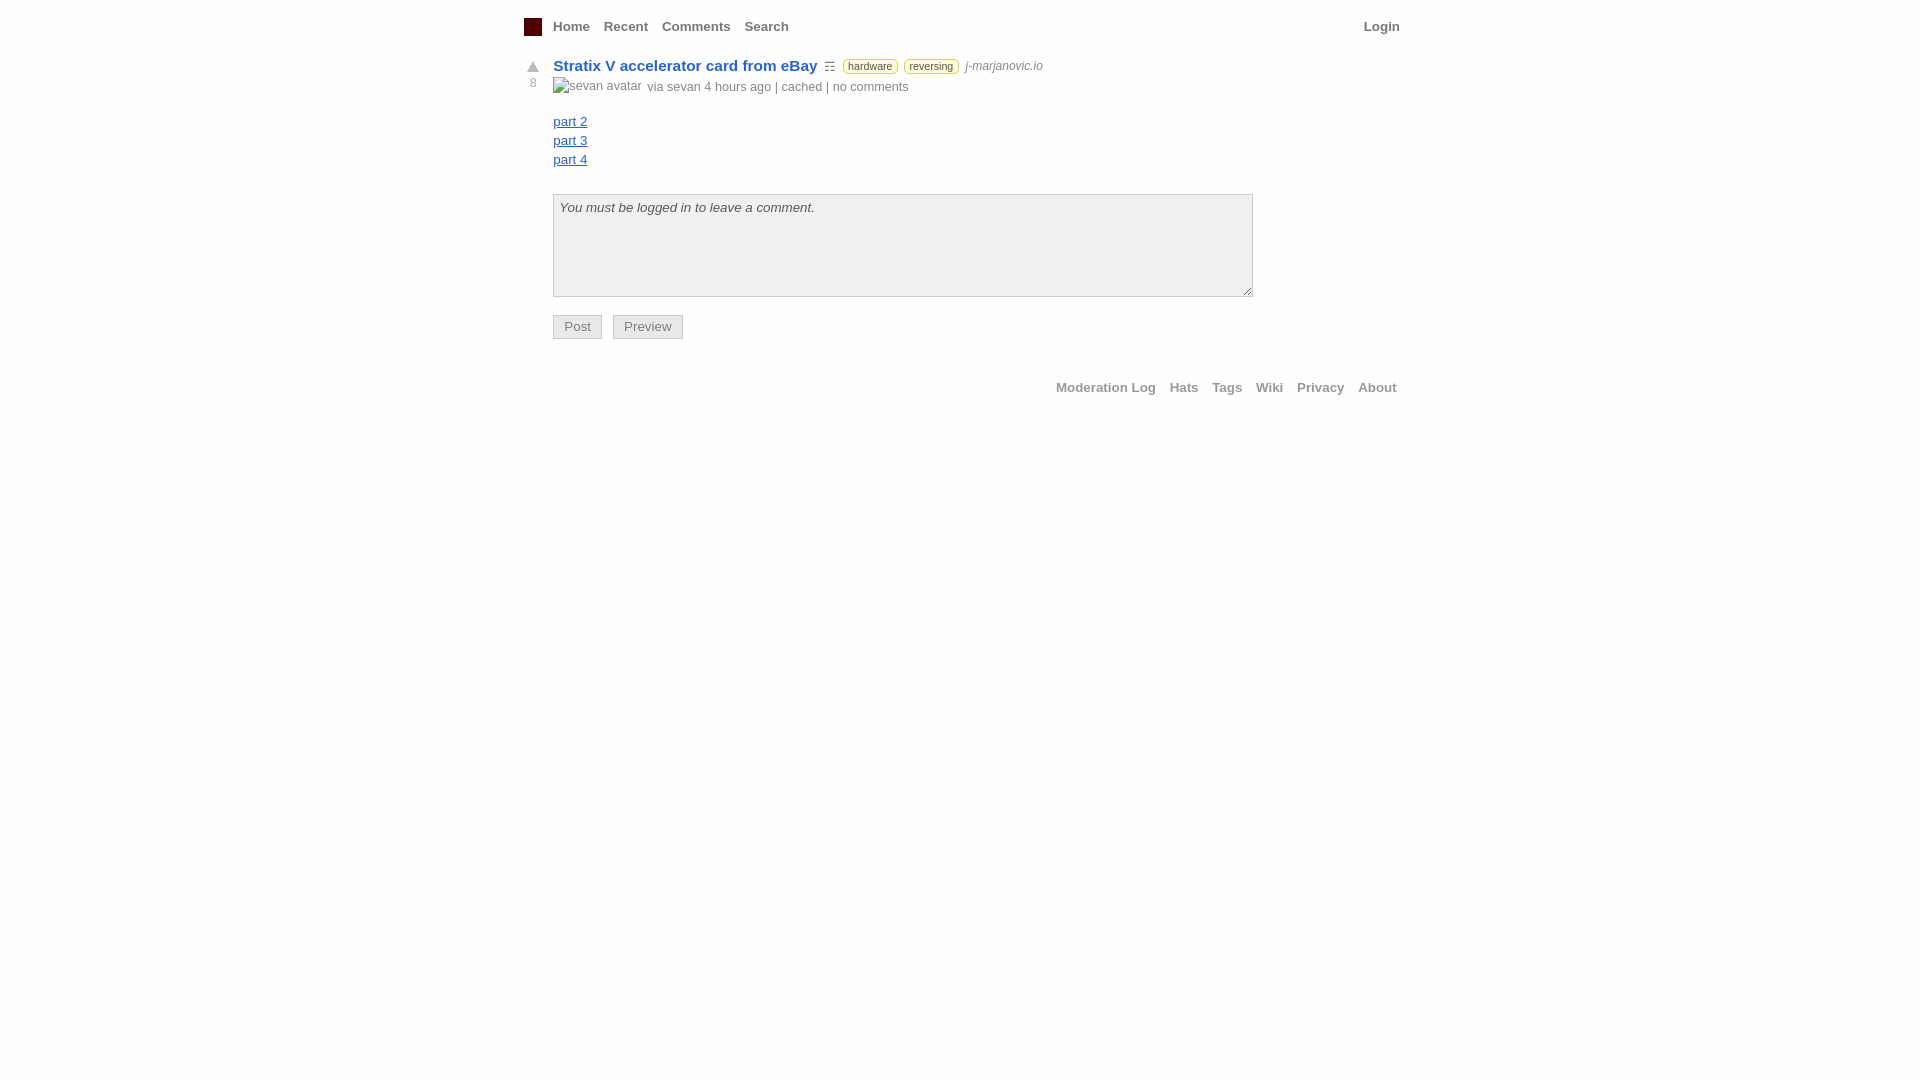 Home Recent Comments Search Login
Stratix V accelerator card from eBay ☶ hardware reversing j-marjanovic.io
8
sevan avatar via sevan 4 hours ago | cached | no comments
part 2
part 3
part 4
You must be logged in to leave a comment.
Post Preview
Moderation Log Hats Tags Wiki Privacy About